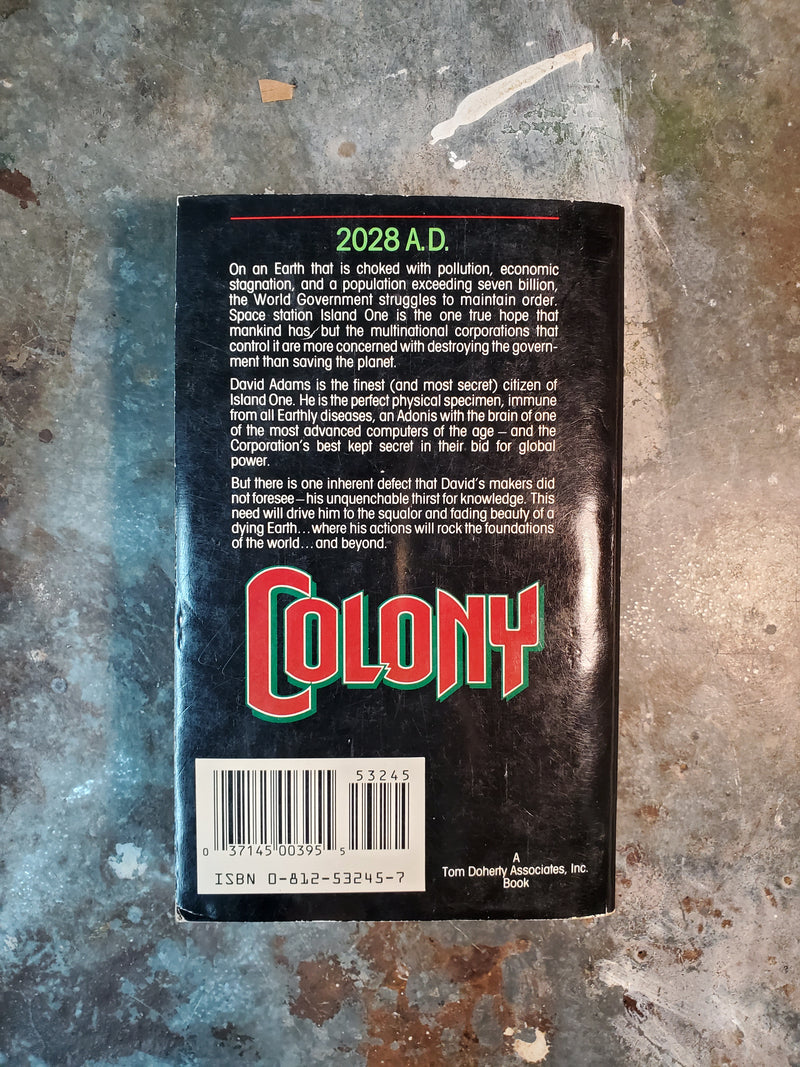 2028 A.D.
On an Earth that is choked with pollution, economic
stagnation, and a population exceeding seven billion,
the World Government struggles to maintain order.
Space station Island One is the one true hope that
mankind has, but the multinational corporations that
control it are more concerned with destroying the govern-
ment than saving the planet.
David Adams is the finest (and most secret) citizen of
Island One. He is the perfect physical specimen, immune
from all Earthly diseases, an Adonis with the brain of one
of the most advanced computers of the age – and the
Corporation's best kept secret in their bid for global
power.
But there is one inherent defect that David's makers did
not foresee – his unquenchable thirst for knowledge. This
need will drive him to the squalor and fading beauty of a
dying Earth...where his actions will rock the foundations
of the world...and beyond.
COLONY
53245
0 37145 00395 5
ISBN 0-812-53245-7
A
Tom Doherty Associates, Inc.
Book